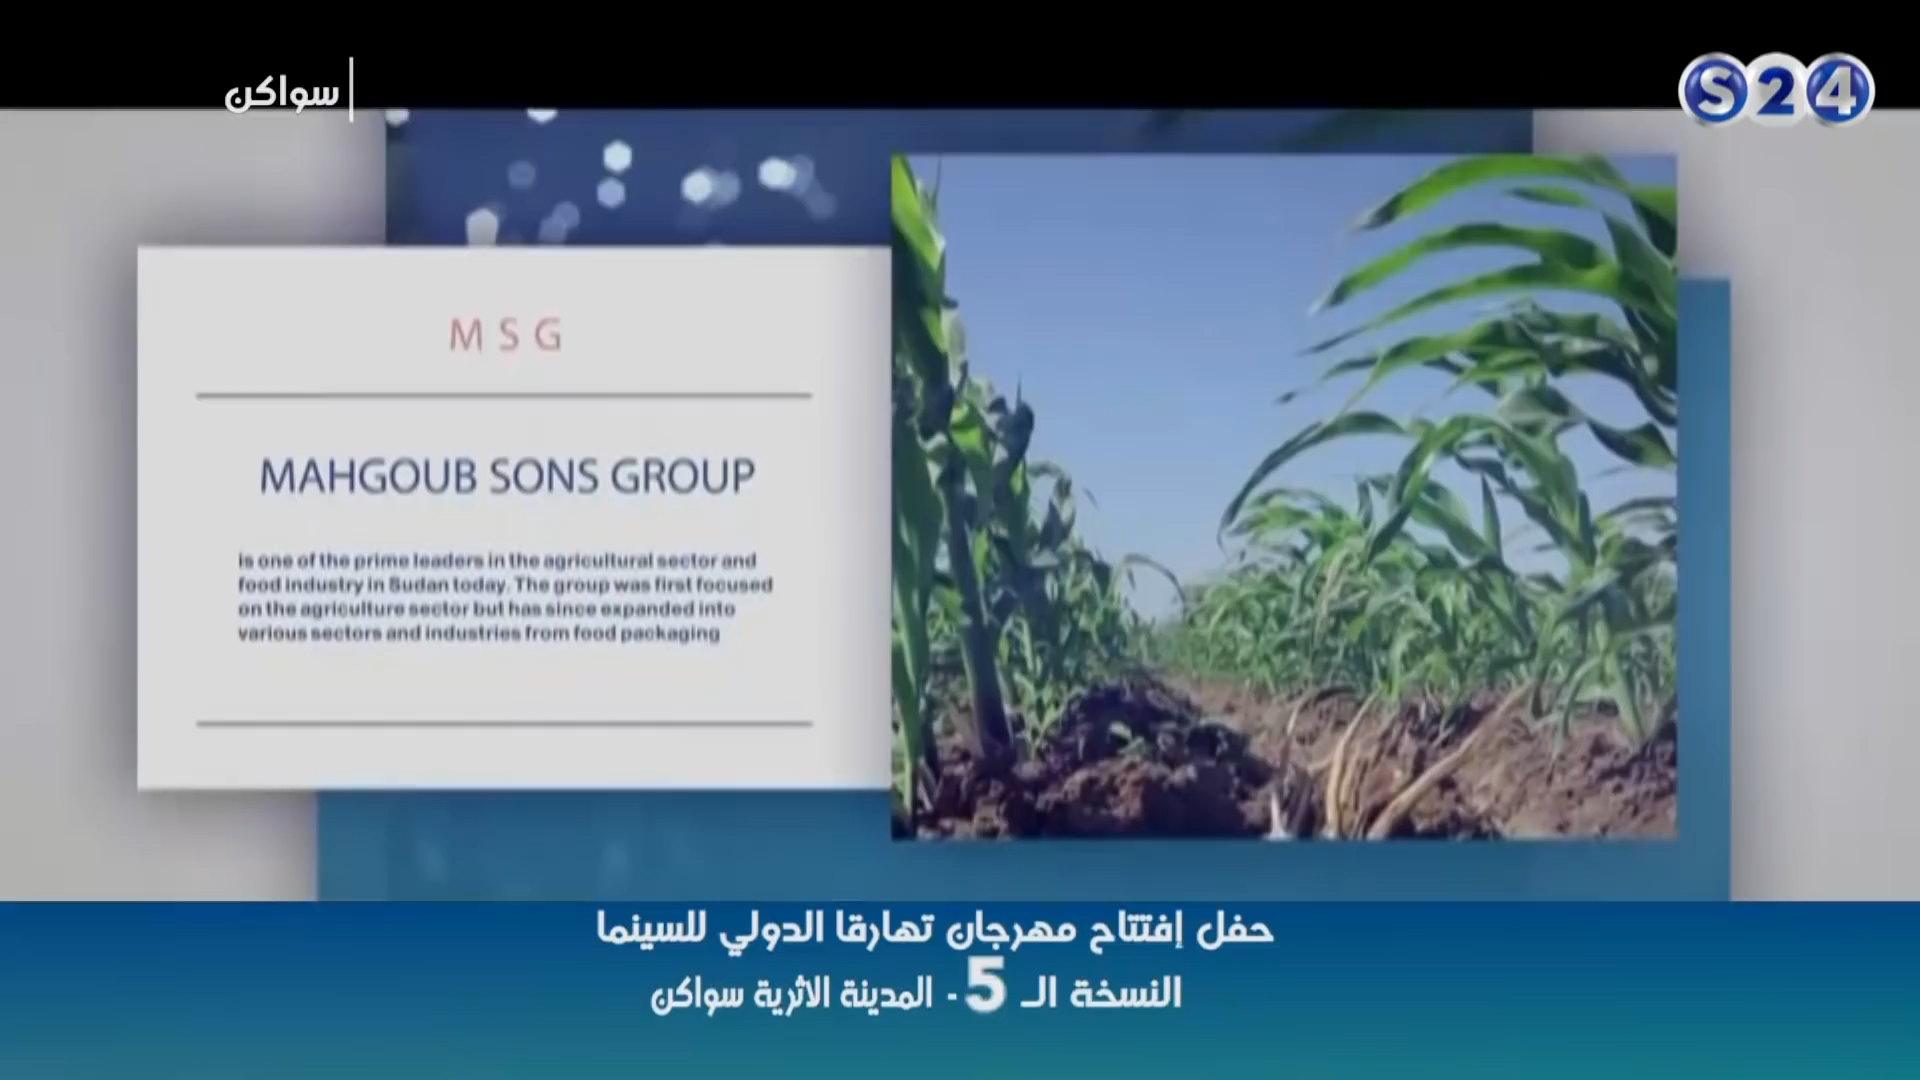 سواكن
S24
M S G
MAHGOUB SONS GROUP
is one of the prime leaders in the agricultural sector and
food industry in Sudan today. The group was first focused
on the agriculture sector but has since expanded into
various sectors and industries from food packaging
حفل إفتتاح مهرجان تهارقا الدولي للسينما
النسخة الـ 5 - المدينة الاثرية سواكن